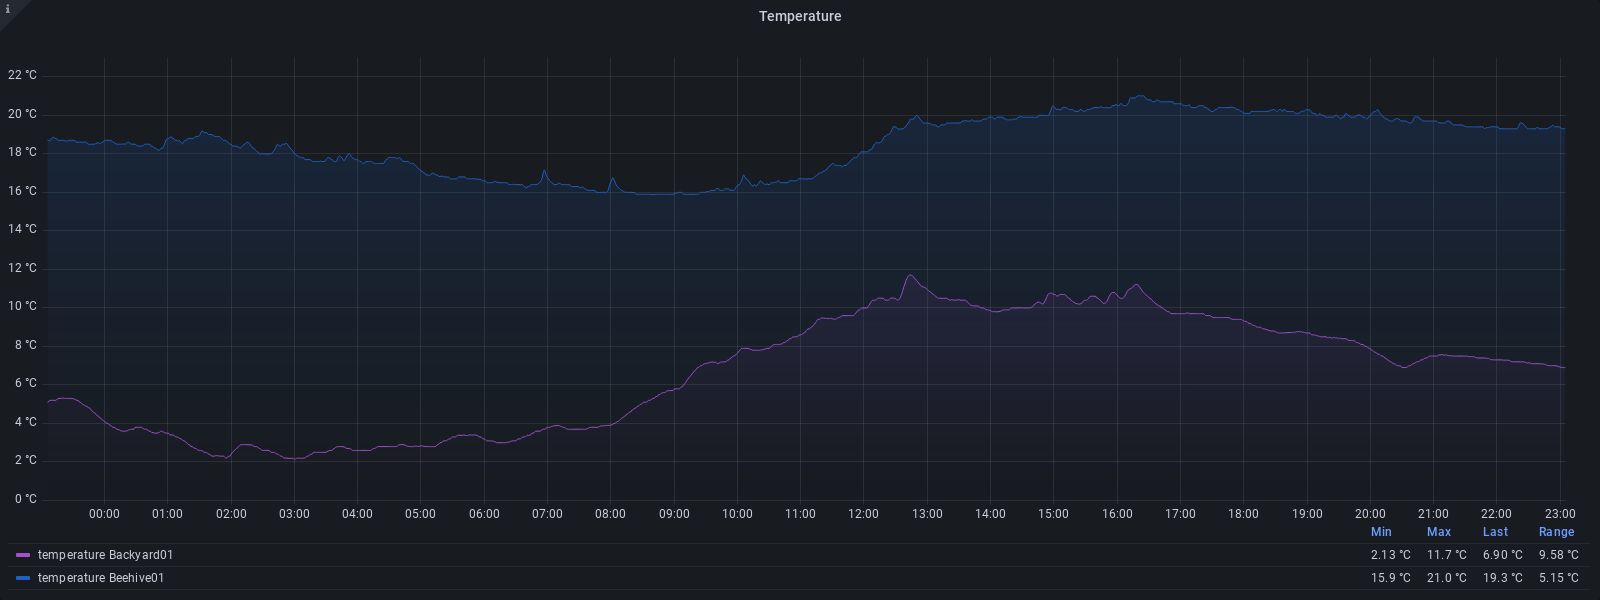 i
Temperature
22 °C
20 °C
18 °C
16 °C
14 °C
12 °C
10 °C
8 °C
6 °C
4 °C
2 °C
0 °C
00:00 01:00 02:00 03:00 04:00 05:00 06:00 07:00 08:00 09:00 10:00 11:00 12:00 13:00 14:00 15:00 16:00 17:00 18:00 19:00 20:00 21:00 22:00 23:00
Min Max Last Range
temperature Backyard01 2.13 °C 11.7 °C 6.90 °C 9.58 °C
temperature Beehive01 15.9 °C 21.0 °C 19.3 °C 5.15 °C